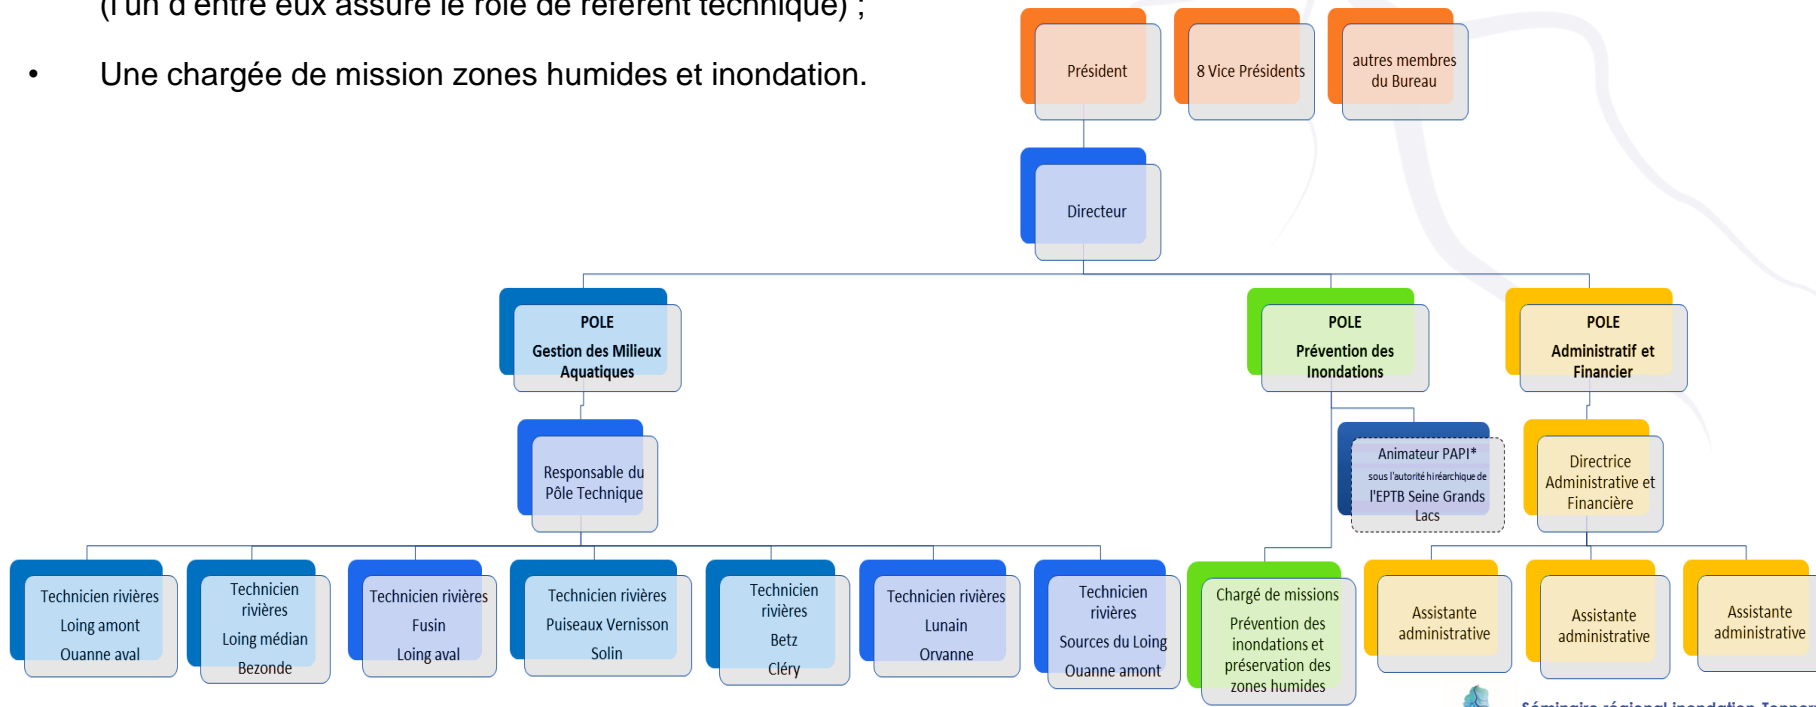 (l'un d'entre eux assure le rôle de référent technique) ;
• Une chargée de mission zones humides et inondation.
Président
8 Vice Présidents
autres membres
du Bureau
Directeur
POLE
Gestion des Milieux
Aquatiques
POLE
Prévention des
Inondations
POLE
Administratif et
Financier
Responsable du
Pôle Technique
Animateur PAPI*
sous l'autorité hiréarchique de
l'EPTB Seine Grands
Lacs
Directrice
Administrative et
Financière
Technicien rivières
Loing amont
Ouanne aval
Technicien
rivières
Loing médian
Bezonde
Technicien rivières
Fusin
Loing aval
Technicien rivières
Puiseaux Vernisson
Solin
Technicien
rivières
Betz
Cléry
Technicien rivières
Lunain
Orvanne
Technicien
rivières
Sources du Loing
Ouanne amont
Chargé de missions
Prévention des
inondations et
préservation des
zones humides
Assistante
administrative
Assistante
administrative
Assistante
administrative
Séminaire régional inondation